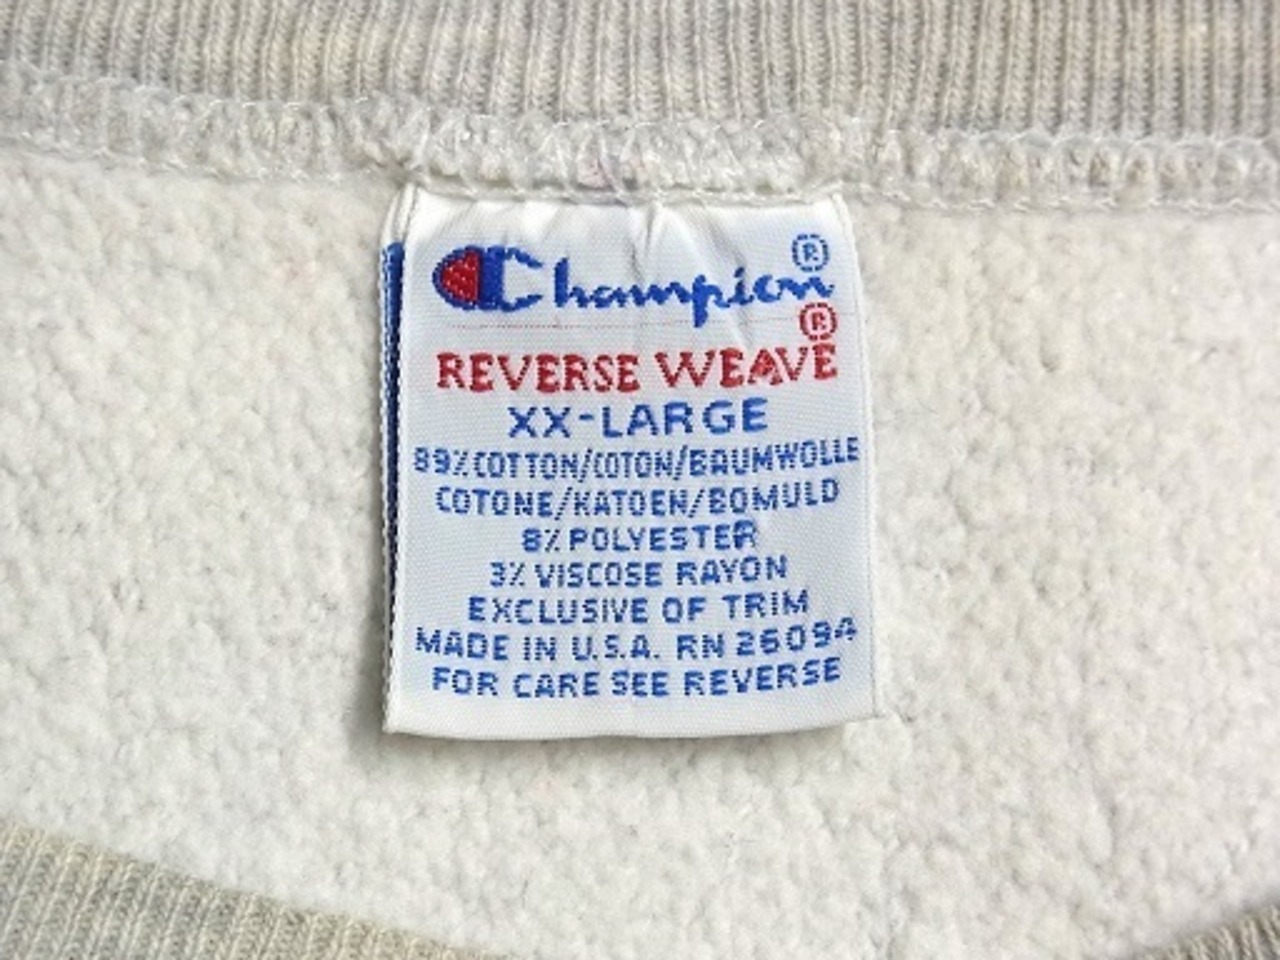 Champion®
REVERSE WEAVE®
XX-LARGE
89% COTTON/COTON/BAUMWOLLE
COTONE/KATOEN/BOMULD
8% POLYESTER
3% VISCOSE RAYON
EXCLUSIVE OF TRIM
MADE IN U.S.A. RN 26094
FOR CARE SEE REVERSE